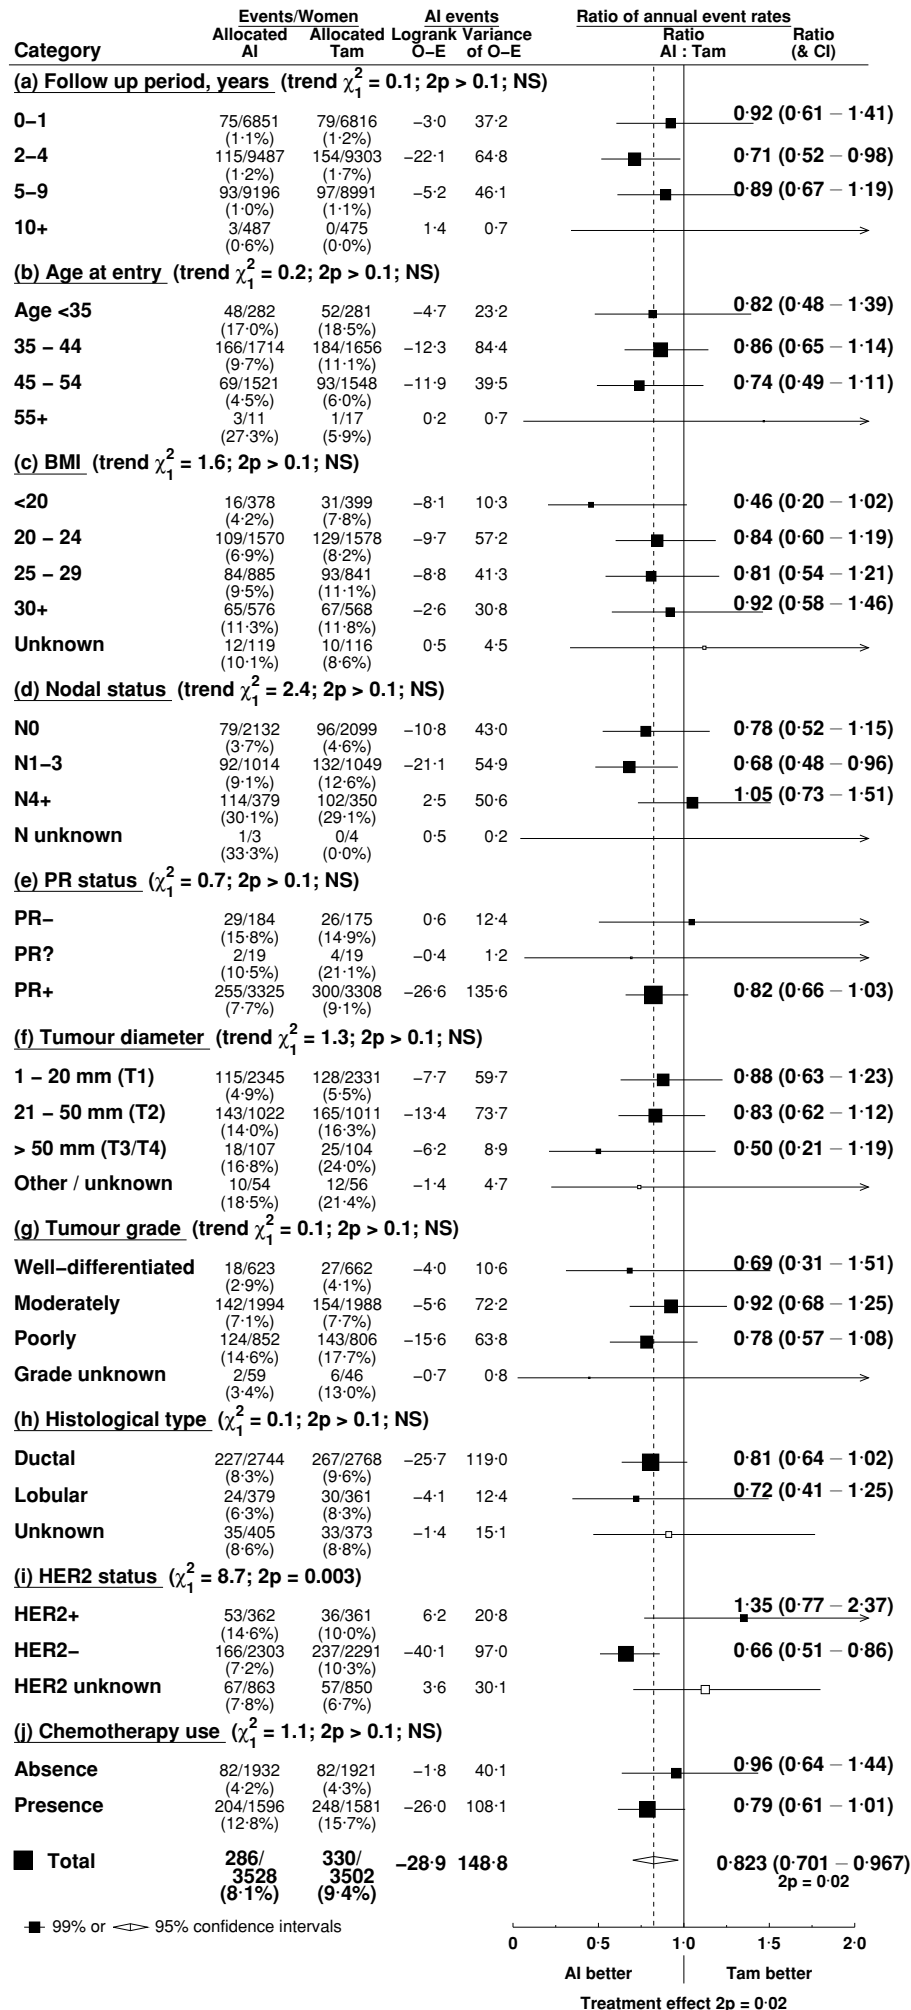 Events/Women AI events Ratio of annual event rates
Allocated Allocated Logrank Variance Ratio Ratio
Category AI Tam O−E of O−E AI : Tam (& CI)
(a) Follow up period, years (trend χ²₁ = 0.1; 2p > 0.1; NS)
0−1 75/6851 79/6816 −3·0 37·2 0·92 (0·61 − 1·41)
(1·1%) (1·2%)
2−4 115/9487 154/9303 −22·1 64·8 0·71 (0·52 − 0·98)
(1·2%) (1·7%)
5−9 93/9196 97/8991 −5·2 46·1 0·89 (0·67 − 1·19)
(1·0%) (1·1%)
10+ 3/487 0/475 1·4 0·7
(0·6%) (0·0%)
(b) Age at entry (trend χ²₁ = 0.2; 2p > 0.1; NS)
Age <35 48/282 52/281 −4·7 23·2 0·82 (0·48 − 1·39)
(17·0%) (18·5%)
35 − 44 166/1714 184/1656 −12·3 84·4 0·86 (0·65 − 1·14)
(9·7%) (11·1%)
45 − 54 69/1521 93/1548 −11·9 39·5 0·74 (0·49 − 1·11)
(4·5%) (6·0%)
55+ 3/11 1/17 0·2 0·7
(27·3%) (5·9%)
(c) BMI (trend χ²₁ = 1.6; 2p > 0.1; NS)
<20 16/378 31/399 −8·1 10·3 0·46 (0·20 − 1·02)
(4·2%) (7·8%)
20 − 24 109/1570 129/1578 −9·7 57·2 0·84 (0·60 − 1·19)
(6·9%) (8·2%)
25 − 29 84/885 93/841 −8·8 41·3 0·81 (0·54 − 1·21)
(9·5%) (11·1%)
30+ 65/576 67/568 −2·6 30·8 0·92 (0·58 − 1·46)
(11·3%) (11·8%)
Unknown 12/119 10/116 0·5 4·5
(10·1%) (8·6%)
(d) Nodal status (trend χ²₁ = 2.4; 2p > 0.1; NS)
N0 79/2132 96/2099 −10·8 43·0 0·78 (0·52 − 1·15)
(3·7%) (4·6%)
N1−3 92/1014 132/1049 −21·1 54·9 0·68 (0·48 − 0·96)
(9·1%) (12·6%)
N4+ 114/379 102/350 2·5 50·6 1·05 (0·73 − 1·51)
(30·1%) (29·1%)
N unknown 1/3 0/4 0·5 0·2
(33·3%) (0·0%)
(e) PR status (χ²₁ = 0.7; 2p > 0.1; NS)
PR− 29/184 26/175 0·6 12·4
(15·8%) (14·9%)
PR? 2/19 4/19 −0·4 1·2
(10·5%) (21·1%)
PR+ 255/3325 300/3308 −26·6 135·6 0·82 (0·66 − 1·03)
(7·7%) (9·1%)
(f) Tumour diameter (trend χ²₁ = 1.3; 2p > 0.1; NS)
1 − 20 mm (T1) 115/2345 128/2331 −7·7 59·7 0·88 (0·63 − 1·23)
(4·9%) (5·5%)
21 − 50 mm (T2) 143/1022 165/1011 −13·4 73·7 0·83 (0·62 − 1·12)
(14·0%) (16·3%)
> 50 mm (T3/T4) 18/107 25/104 −6·2 8·9 0·50 (0·21 − 1·19)
(16·8%) (24·0%)
Other / unknown 10/54 12/56 −1·4 4·7
(18·5%) (21·4%)
(g) Tumour grade (trend χ²₁ = 0.1; 2p > 0.1; NS)
Well−differentiated 18/623 27/662 −4·0 10·6 0·69 (0·31 − 1·51)
(2·9%) (4·1%)
Moderately 142/1994 154/1988 −5·6 72·2 0·92 (0·68 − 1·25)
(7·1%) (7·7%)
Poorly 124/852 143/806 −15·6 63·8 0·78 (0·57 − 1·08)
(14·6%) (17·7%)
Grade unknown 2/59 6/46 −0·7 0·8
(3·4%) (13·0%)
(h) Histological type (χ²₁ = 0.1; 2p > 0.1; NS)
Ductal 227/2744 267/2768 −25·7 119·0 0·81 (0·64 − 1·02)
(8·3%) (9·6%)
Lobular 24/379 30/361 −4·1 12·4 0·72 (0·41 − 1·25)
(6·3%) (8·3%)
Unknown 35/405 33/373 −1·4 15·1
(8·6%) (8·8%)
(i) HER2 status (χ²₁ = 8.7; 2p = 0.003)
HER2+ 53/362 36/361 6·2 20·8 1·35 (0·77 − 2·37)
(14·6%) (10·0%)
HER2− 166/2303 237/2291 −40·1 97·0 0·66 (0·51 − 0·86)
(7·2%) (10·3%)
HER2 unknown 67/863 57/850 3·6 30·1
(7·8%) (6·7%)
(j) Chemotherapy use (χ²₁ = 1.1; 2p > 0.1; NS)
Absence 82/1932 82/1921 −1·8 40·1 0·96 (0·64 − 1·44)
(4·2%) (4·3%)
Presence 204/1596 248/1581 −26·0 108·1 0·79 (0·61 − 1·01)
(12·8%) (15·7%)
Total 286/ 330/ −28·9 148·8 0·823 (0·701 − 0·967)
3528 3502 2p = 0·02
(8·1%) (9·4%)
99% or 95% confidence intervals
0 0·5 1·0 1·5 2·0
AI better Tam better
Treatment effect 2p = 0·02